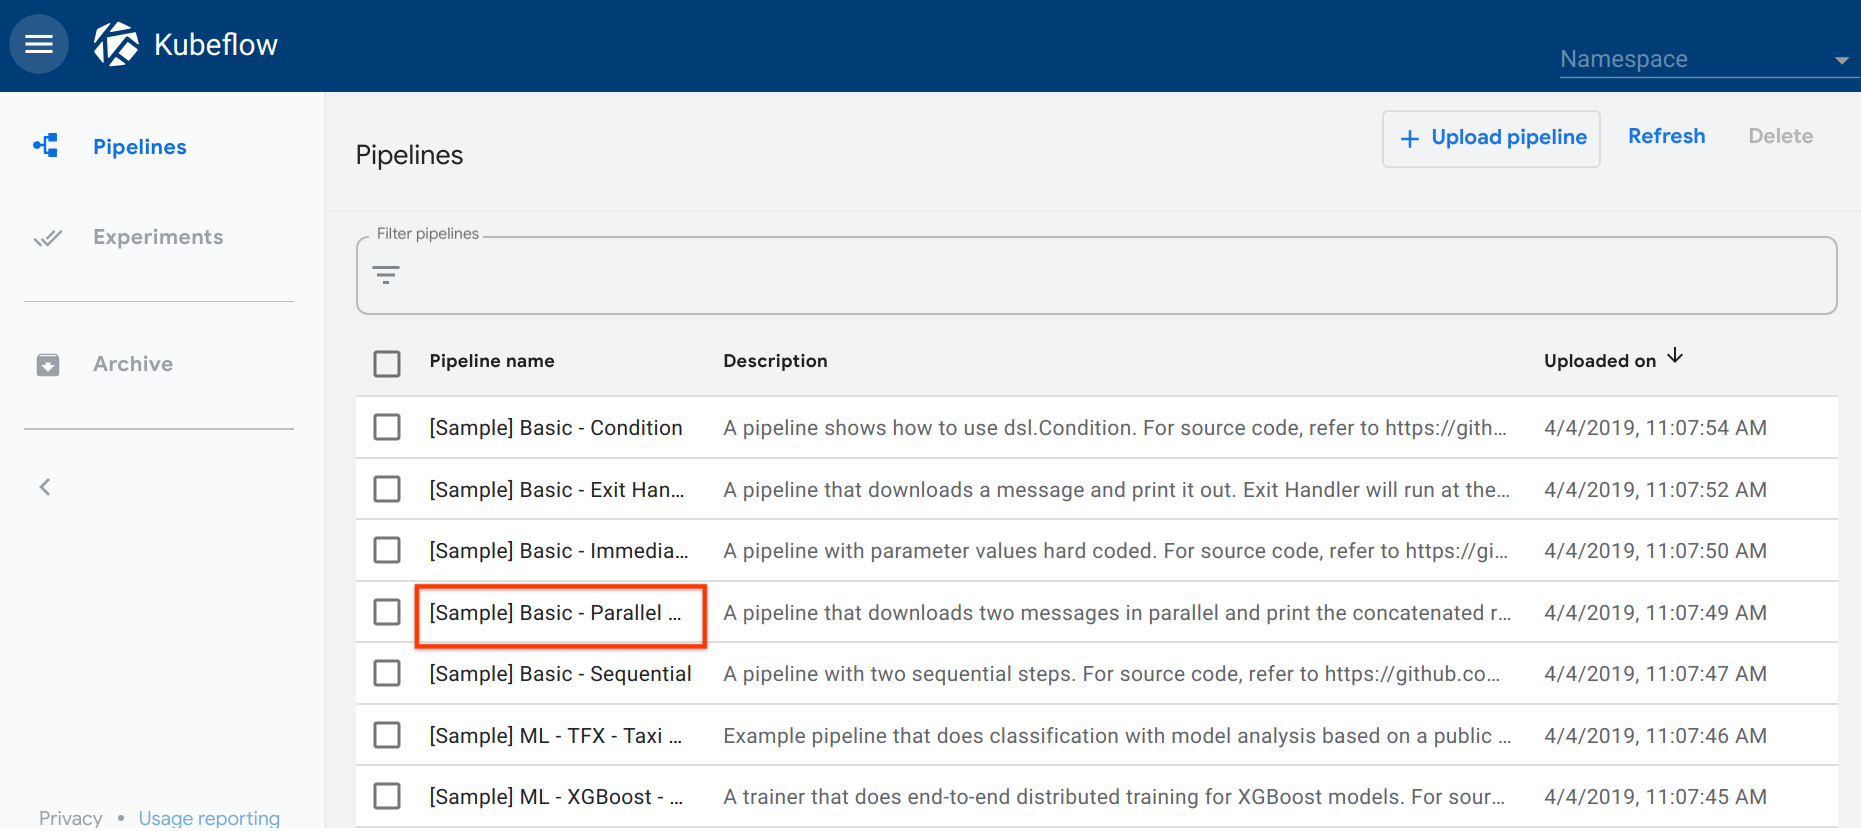 Kubeflow
Namespace
Pipelines
Experiments
Archive
Privacy • Usage reporting
Pipelines
+ Upload pipeline Refresh Delete
Filter pipelines
Pipeline name Description Uploaded on
[Sample] Basic - Condition A pipeline shows how to use dsl.Condition. For source code, refer to https://gith... 4/4/2019, 11:07:54 AM
[Sample] Basic - Exit Han... A pipeline that downloads a message and print it out. Exit Handler will run at the... 4/4/2019, 11:07:52 AM
[Sample] Basic - Immedia... A pipeline with parameter values hard coded. For source code, refer to https://gi... 4/4/2019, 11:07:50 AM
[Sample] Basic - Parallel ... A pipeline that downloads two messages in parallel and print the concatenated r... 4/4/2019, 11:07:49 AM
[Sample] Basic - Sequential A pipeline with two sequential steps. For source code, refer to https://github.co... 4/4/2019, 11:07:47 AM
[Sample] ML - TFX - Taxi ... Example pipeline that does classification with model analysis based on a public ... 4/4/2019, 11:07:46 AM
[Sample] ML - XGBoost - ... A trainer that does end-to-end distributed training for XGBoost models. For sour... 4/4/2019, 11:07:45 AM